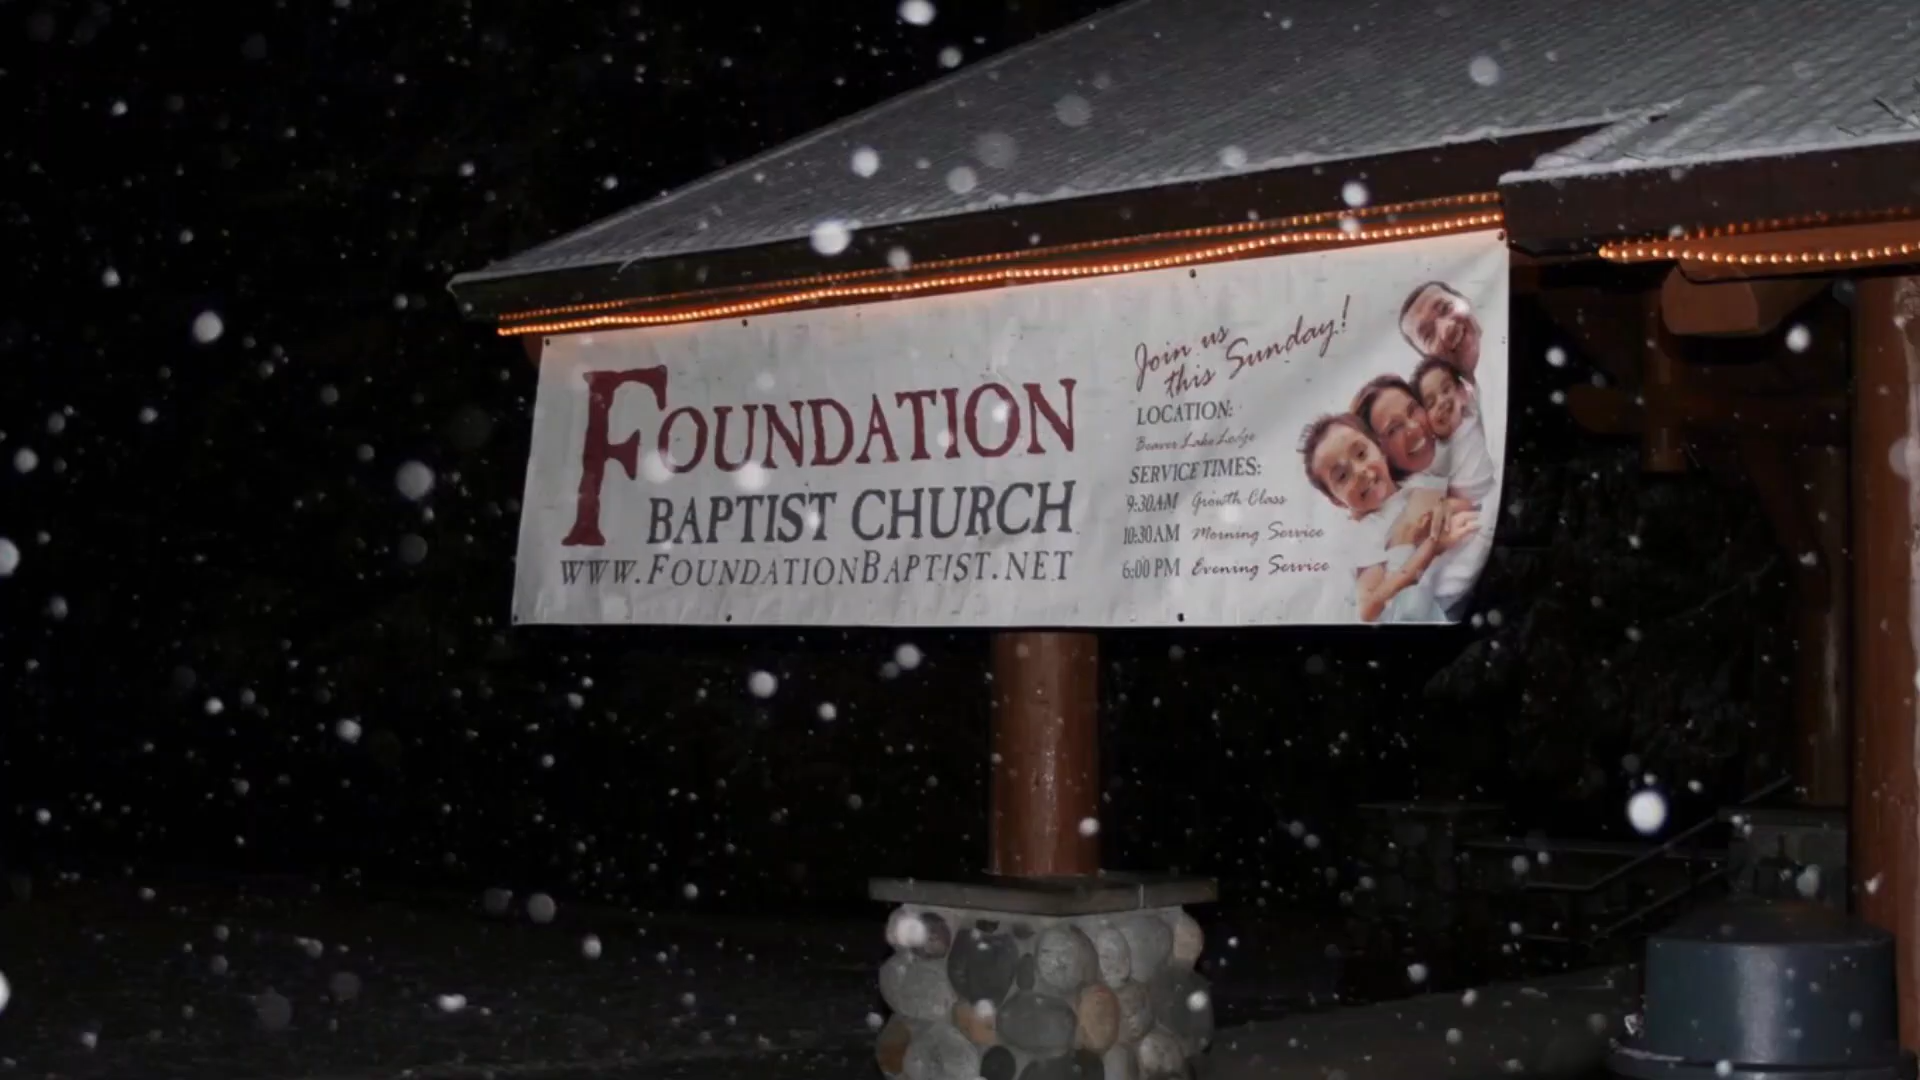 FOUNDATION
BAPTIST CHURCH
WWW.FOUNDATIONBAPTIST.NET
Join us
this Sunday!
LOCATION:
Beaver Lake Lodge
SERVICE TIMES:
9:30AM Growth Class
10:30AM Morning Service
6:00 PM Evening Service